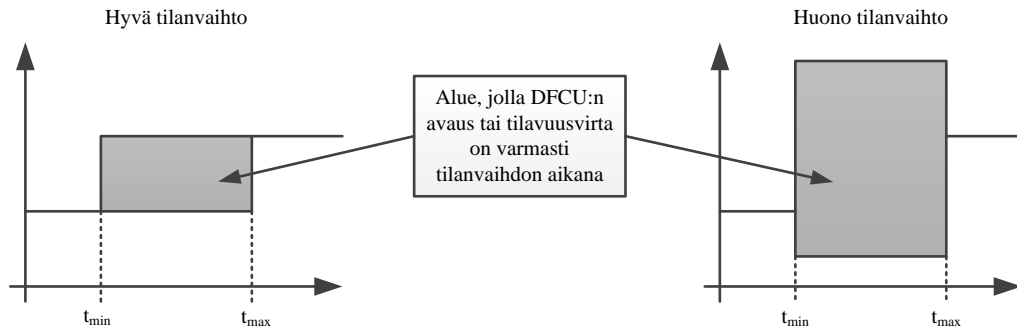 Hyvä tilanvaihto
Huono tilanvaihto
Alue, jolla DFCU:n
avaus tai tilavuusvirta
on varmasti
tilanvaihdon aikana
tmin
tmax
tmin
tmax